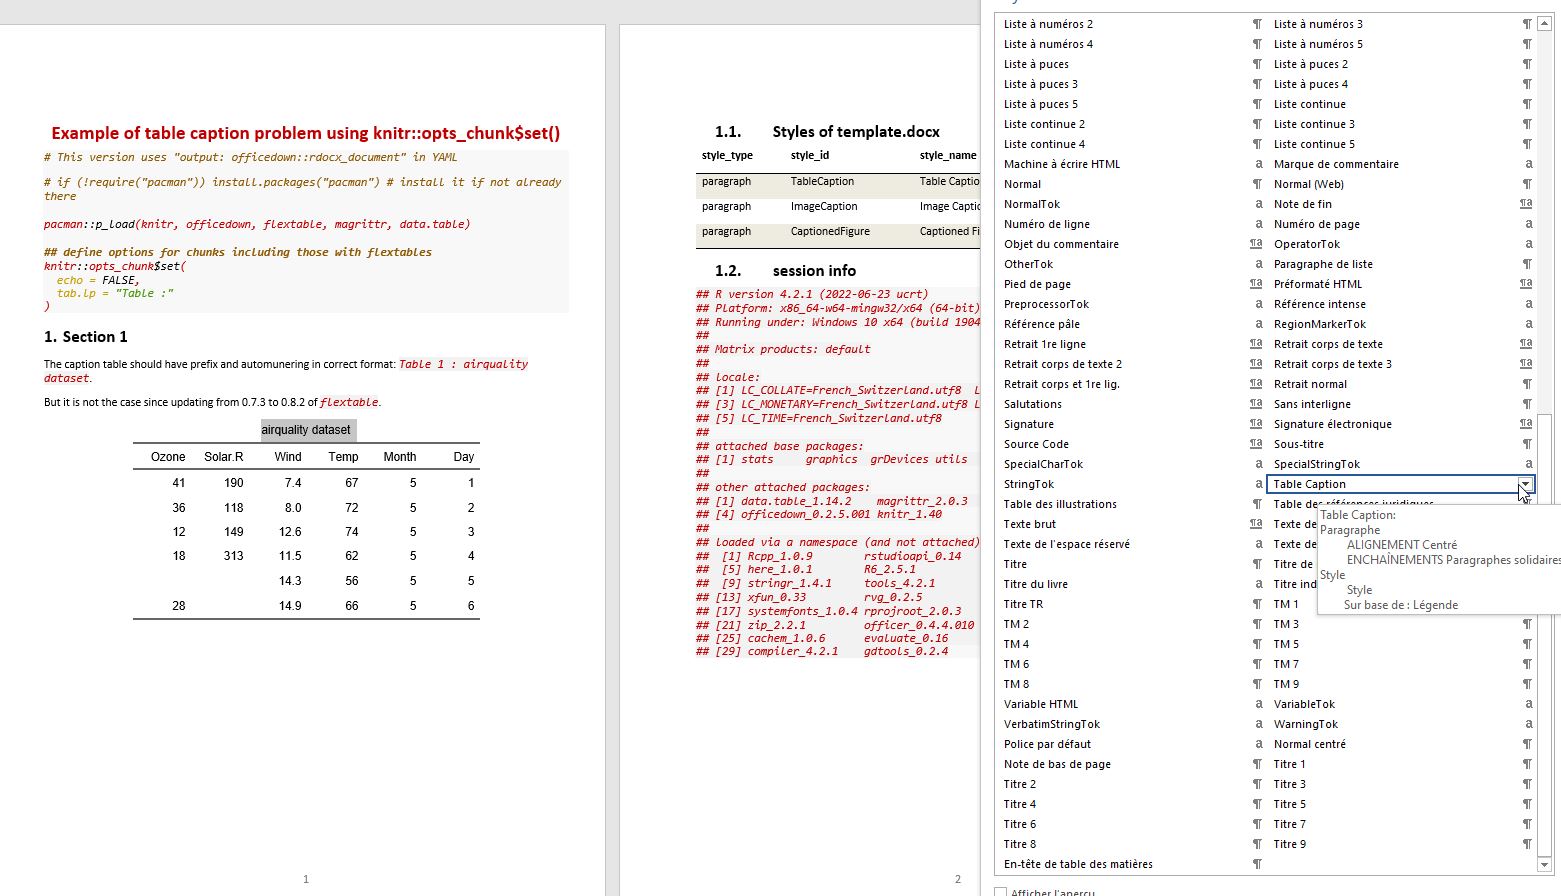 Example of table caption problem using knitr::opts_chunk$set()
# This version uses "output: officedown::rdocx_document" in YAML
# if (!require("pacman")) install.packages("pacman") # install it if not already
there
pacman::p_load(knitr, officedown, flextable, magrittr, data.table)
## define options for chunks including those with flextables
knitr::opts_chunk$set(
echo = FALSE,
tab.lp = "Table :"
)
1. Section 1
The caption table should have prefix and automunering in correct format: Table 1 : airquality
dataset.
But it is not the case since updating from 0.7.3 to 0.8.2 of flextable.
airquality dataset
Ozone Solar.R Wind Temp Month Day
41 190 7.4 67 5 1
36 118 8.0 72 5 2
12 149 12.6 74 5 3
18 313 11.5 62 5 4
14.3 56 5 5
28 14.9 66 5 6
1
1.1. Styles of template.docx
style_type style_id style_name
paragraph TableCaption Table Captio
paragraph ImageCaption Image Captio
paragraph CaptionedFigure Captioned Fi
1.2. session info
## R version 4.2.1 (2022-06-23 ucrt)
## Platform: x86_64-w64-mingw32/x64 (64-bit)
## Running under: Windows 10 x64 (build 1904
##
## Matrix products: default
##
## locale:
## [1] LC_COLLATE=French_Switzerland.utf8 L
## [3] LC_MONETARY=French_Switzerland.utf8 L
## [5] LC_TIME=French_Switzerland.utf8
##
## attached base packages:
## [1] stats graphics grDevices utils
##
## other attached packages:
## [1] data.table_1.14.2 magrittr_2.0.3
## [4] officedown_0.2.5.001 knitr_1.40
##
## loaded via a namespace (and not attached)
## [1] Rcpp_1.0.9 rstudioapi_0.14
## [5] here_1.0.1 R6_2.5.1
## [9] stringr_1.4.1 tools_4.2.1
## [13] xfun_0.33 rvg_0.2.5
## [17] systemfonts_1.0.4 rprojroot_2.0.3
## [21] zip_2.2.1 officer_0.4.4.010
## [25] cachem_1.0.6 evaluate_0.16
## [29] compiler_4.2.1 gdtools_0.2.4
2
Liste à numéros 2 ¶ Liste à numéros 3 ¶
Liste à numéros 4 ¶ Liste à numéros 5 ¶
Liste à puces ¶ Liste à puces 2 ¶
Liste à puces 3 ¶ Liste à puces 4 ¶
Liste à puces 5 ¶ Liste continue ¶
Liste continue 2 ¶ Liste continue 3 ¶
Liste continue 4 ¶ Liste continue 5 ¶
Machine à écrire HTML a Marque de commentaire a
Normal ¶ Normal (Web) ¶
NormalTok a Note de fin ¶a
Numéro de ligne a Numéro de page a
Objet du commentaire ¶a OperatorTok a
OtherTok a Paragraphe de liste ¶
Pied de page ¶a Préformaté HTML ¶a
PreprocessorTok a Référence intense a
Référence pâle a RegionMarkerTok a
Retrait 1re ligne ¶a Retrait corps de texte ¶a
Retrait corps de texte 2 ¶a Retrait corps de texte 3 ¶a
Retrait corps et 1re lig. ¶a Retrait normal ¶
Salutations ¶a Sans interligne ¶
Signature ¶a Signature électronique ¶a
Source Code ¶a Sous-titre ¶
SpecialCharTok a SpecialStringTok a
StringTok a Table Caption
Table des illustrations ¶ Table des références juridiques
Texte brut ¶a Texte de
Texte de l'espace réservé a Texte de
Titre ¶ Titre de
Titre du livre a Titre ind
Titre TR ¶ TM 1
TM 2 ¶ TM 3 ¶
TM 4 ¶ TM 5 ¶
TM 6 ¶ TM 7 ¶
TM 8 ¶ TM 9 ¶
Variable HTML a VariableTok a
VerbatimStringTok a WarningTok a
Police par défaut a Normal centré ¶
Note de bas de page ¶ Titre 1 ¶
Titre 2 ¶ Titre 3 ¶
Titre 4 ¶ Titre 5 ¶
Titre 6 ¶ Titre 7 ¶
Titre 8 ¶ Titre 9 ¶
En-tête de table des matières ¶
Table Caption:
Paragraphe
ALIGNEMENT Centré
ENCHAÎNEMENTS Paragraphes solidaires
Style
Style
Sur base de : Légende
Afficher l'aperçu